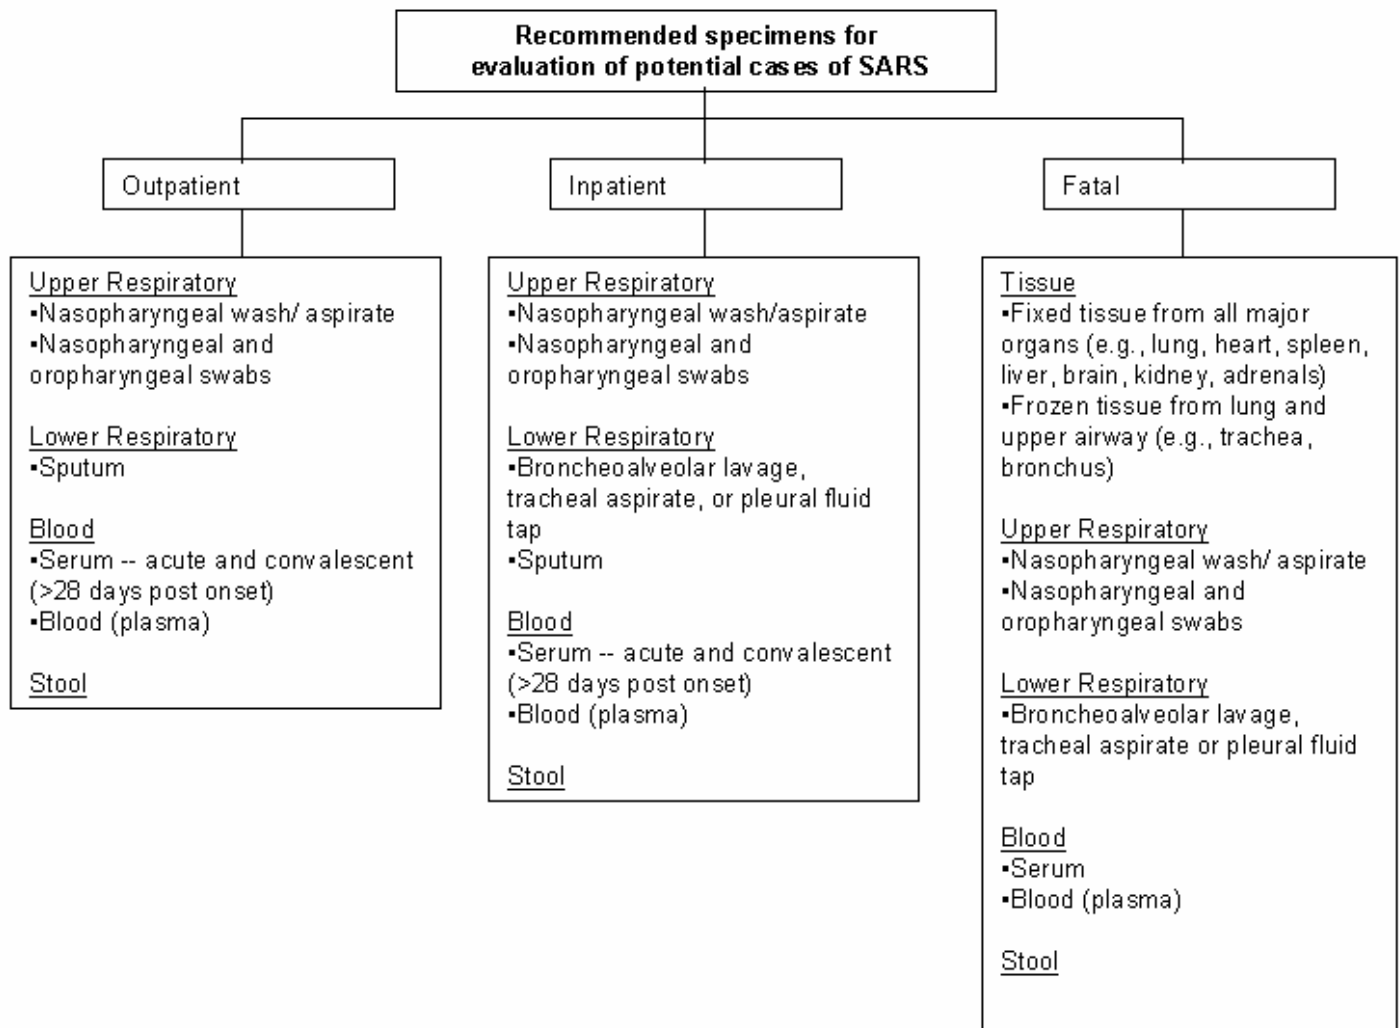 Recommended specimens for
evaluation of potential cases of SARS
Outpatient
Inpatient
Fatal
Upper Respiratory
▪Nasopharyngeal wash/ aspirate
▪Nasopharyngeal and
oropharyngeal swabs
Lower Respiratory
▪Sputum
Blood
▪Serum -- acute and convalescent
(>28 days post onset)
▪Blood (plasma)
Stool
Upper Respiratory
▪Nasopharyngeal wash/aspirate
▪Nasopharyngeal and
oropharyngeal swabs
Lower Respiratory
▪Broncheoalveolar lavage,
tracheal aspirate, or pleural fluid
tap
▪Sputum
Blood
▪Serum -- acute and convalescent
(>28 days post onset)
▪Blood (plasma)
Stool
Tissue
▪Fixed tissue from all major
organs (e.g., lung, heart, spleen,
liver, brain, kidney, adrenals)
▪Frozen tissue from lung and
upper airway (e.g., trachea,
bronchus)
Upper Respiratory
▪Nasopharyngeal wash/ aspirate
▪Nasopharyngeal and
oropharyngeal swabs
Lower Respiratory
▪Broncheoalveolar lavage,
tracheal aspirate or pleural fluid
tap
Blood
▪Serum
▪Blood (plasma)
Stool